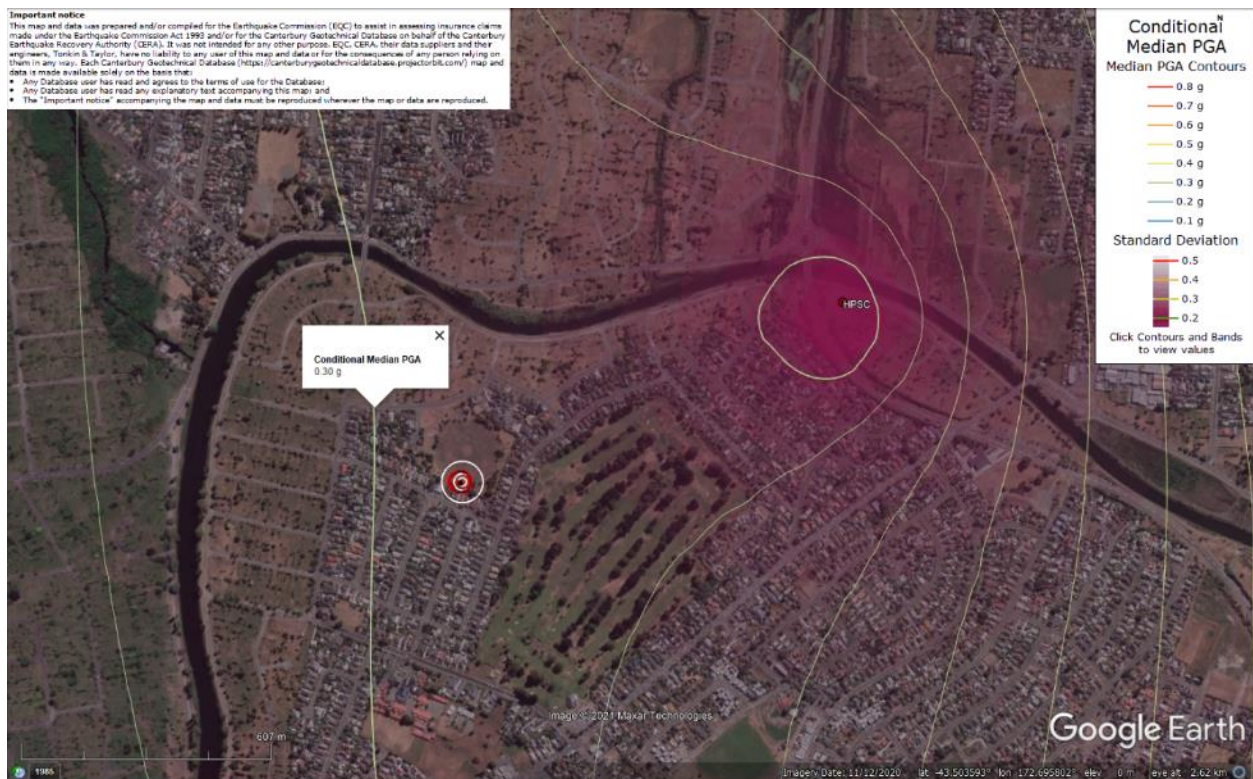 Important notice
This map and data was prepared and/or compiled for the Earthquake Commission (EQC) to assist in assessing insurance claims
made under the Earthquake Commission Act 1993 and/or for the Canterbury Geotechnical Database on behalf of the Canterbury
Earthquake Recovery Authority (CERA). It was not intended for any other purpose. EQC, CERA, their data suppliers and their
engineers, Tonkin & Taylor, have no liability to any user of this map and data or for the consequences of any person relying on
them in any way. Each Canterbury Geotechnical Database (https://canterburygeotechnicaldatabase.projectorbit.com/) map and
data is made available solely on the basis that:
• Any Database user has read and agrees to the terms of use for the Database;
• Any Database user has read any explanatory text accompanying this map; and
• The "Important notice" accompanying the map and data must be reproduced wherever the map or data are reproduced.
N
Conditional
Median PGA
Median PGA Contours
0.8 g
0.7 g
0.6 g
0.5 g
0.4 g
0.3 g
0.2 g
0.1 g
Standard Deviation
0.5
0.4
0.3
0.2
Click Contours and Bands
to view values
HPSC
Conditional Median PGA
0.30 g
Image © 2021 Maxar Technologies
607 m
Google Earth
1985
Imagery Date: 11/12/2020 lat -43.503593° lon 172.695802° elev 0 m eye alt 2.62 km